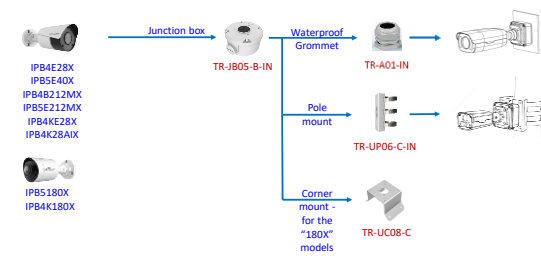 Junction box
Waterproof
Grommet
TR-JB05-B-IN
TR-A01-IN
IPB4E28X
IPB5E40X
IPB4B212MX
IPB5E212MX
IPB4KE28X
IPB4K28AIX
Pole
mount
TR-UP06-C-IN
IPB5180X
IPB4K180X
Corner
mount -
for the
"180X"
models
TR-UC08-C